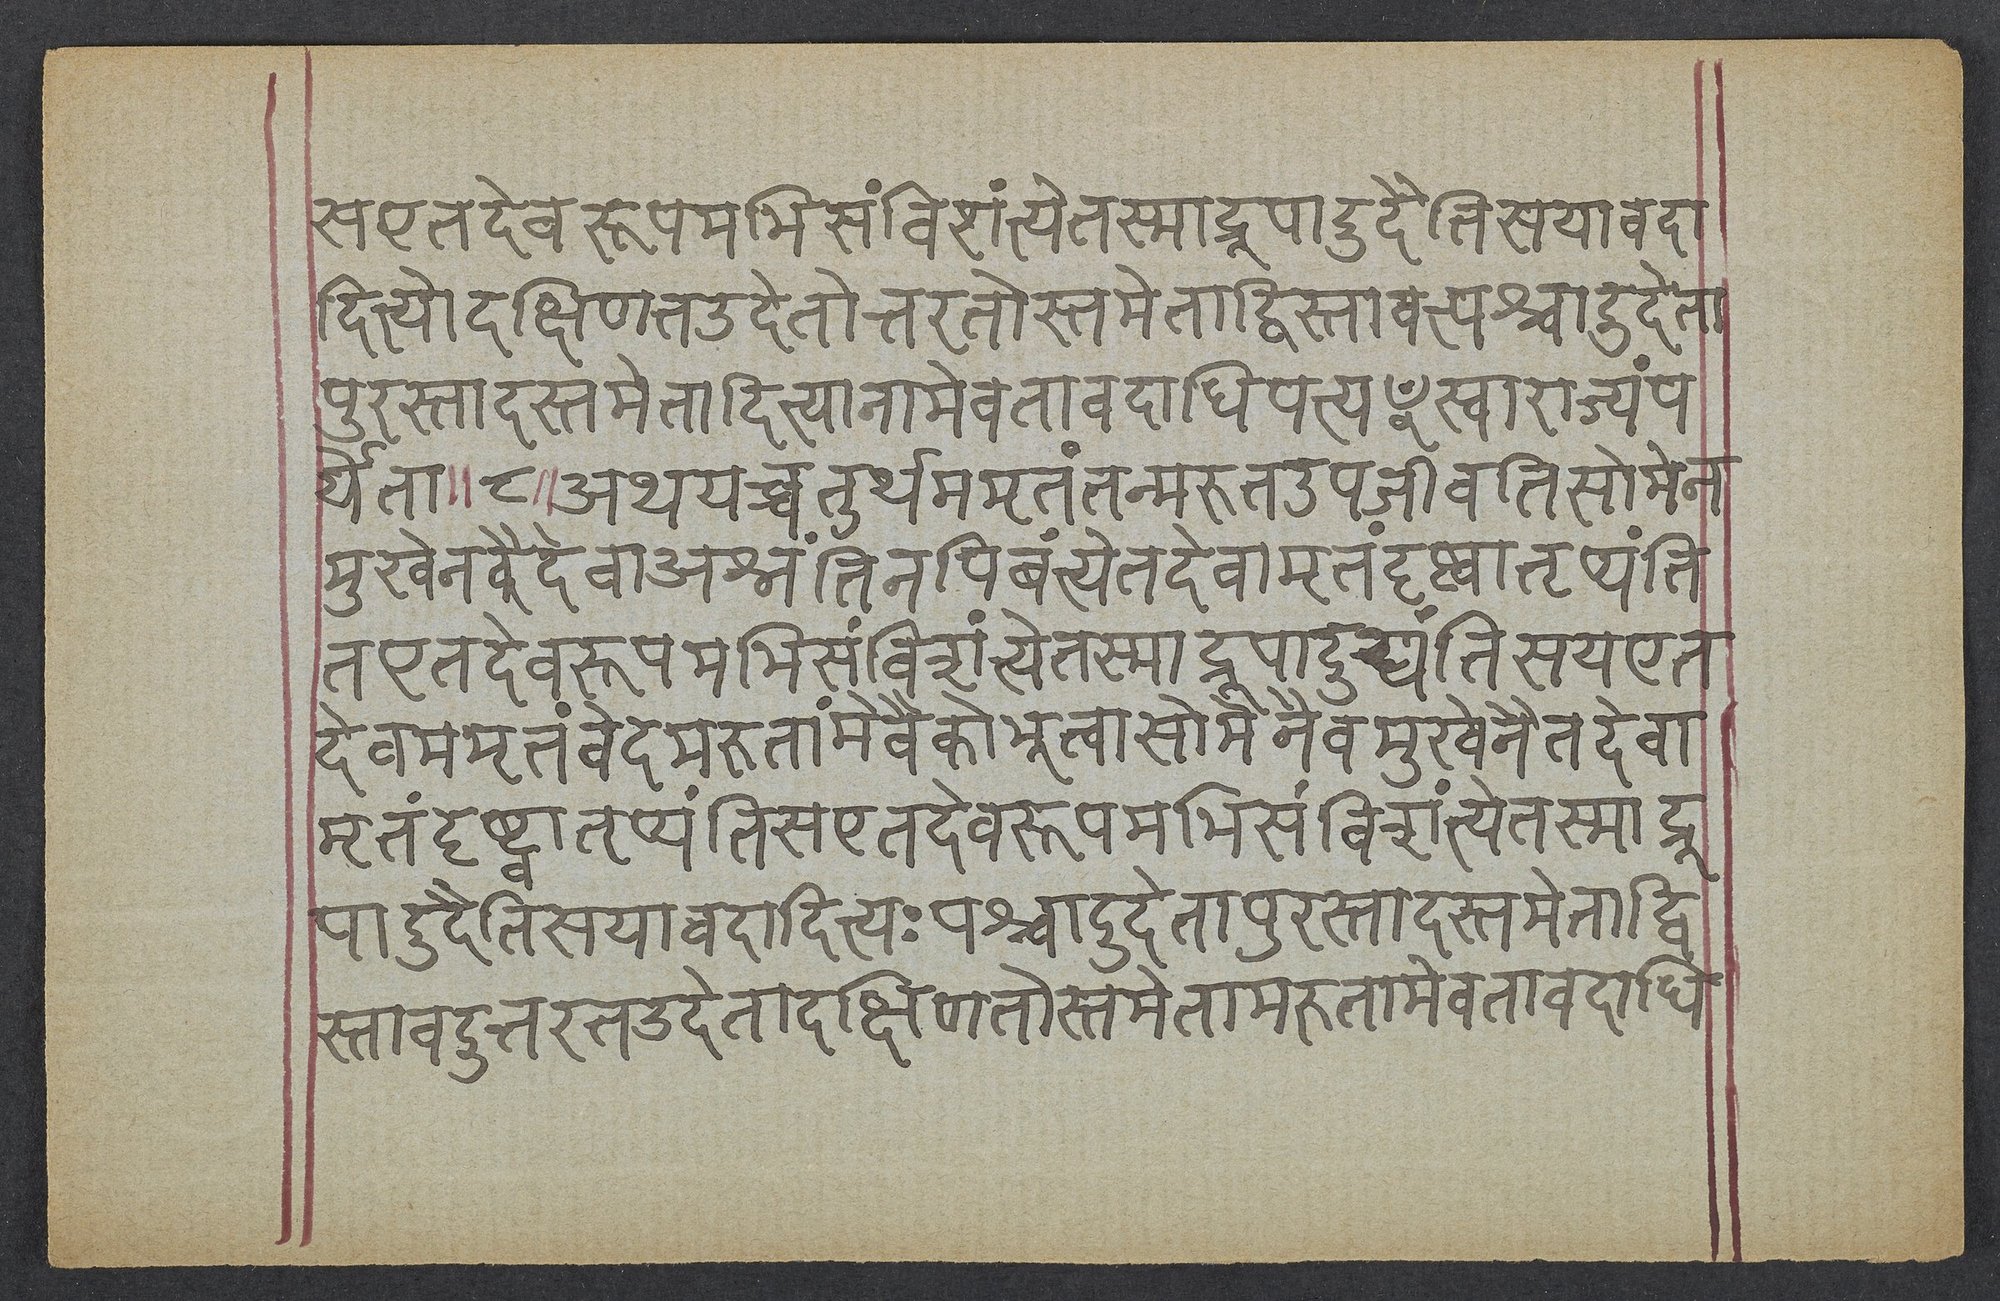 सएतदेवरूपमभिसंविशंत्येतस्माद्रूपादुदैतिसयावदा
दित्योदक्षिणतउदेतोत्तरतोस्तमेताद्विस्तावत्पश्चादुदेता
पुरस्तादस्तमेतादित्यानामेवतावदाधिपत्यꣳस्वाराज्यंप
र्येता॥८॥अथयच्चतुर्थममृतंतन्मरुतउपजीवतिसोमेन
मुखेनवैदेवाअश्नंतिनपिबंत्येतदेवामृतंदृष्ट्वातृप्यंति
तएतदेवरूपमभिसंविशंत्येतस्माद्रूपादुद्यंतिसयएत
देवममृतंवेदमरुतांमेवैकोभूत्वासोमेनैवमुखेनैतदेवा
मृतंदृष्ट्वातृप्यंतिसएतदेवरूपमभिसंविशंत्येतस्माद्रू
पादुदैतिसयावदादित्यःपश्चादुदेतापुरस्तादस्तमेताद्वि
स्तावदुत्तरतउदेतादक्षिणतोस्तमेतामरुतामेवतावदाधि